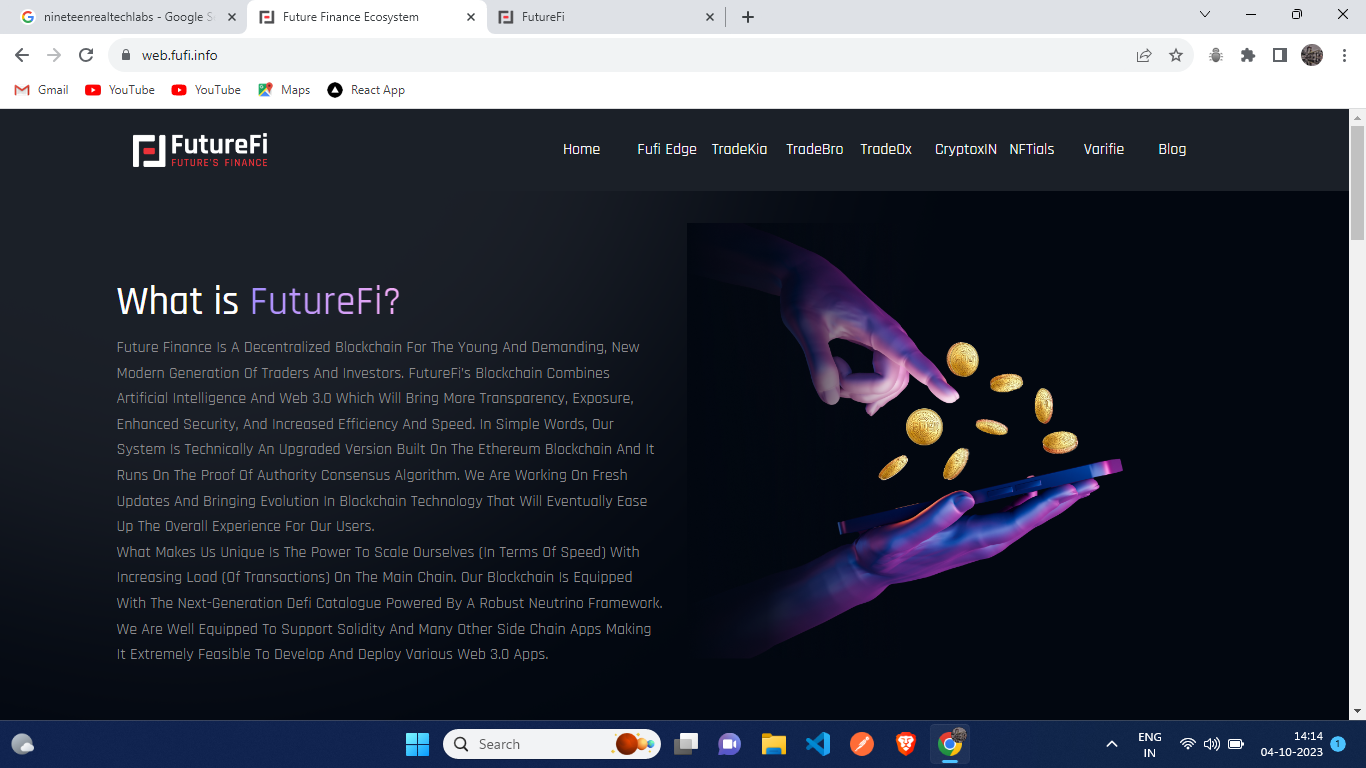 nineteenrealtechlabs - Google S
Future Finance Ecosystem
FutureFi
web.fufi.info
Gmail
YouTube
YouTube
Maps
React App
FutureFi
FUTURE'S FINANCE
Home Fufi Edge TradeKia TradeBro TradeOx CryptoxIN NFTials Varifie Blog
What is FutureFi?
Future Finance Is A Decentralized Blockchain For The Young And Demanding, New
Modern Generation Of Traders And Investors. FutureFi's Blockchain Combines
Artificial Intelligence And Web 3.0 Which Will Bring More Transparency, Exposure,
Enhanced Security, And Increased Efficiency And Speed. In Simple Words, Our
System Is Technically An Upgraded Version Built On The Ethereum Blockchain And It
Runs On The Proof Of Authority Consensus Algorithm. We Are Working On Fresh
Updates And Bringing Evolution In Blockchain Technology That Will Eventually Ease
Up The Overall Experience For Our Users.
What Makes Us Unique Is The Power To Scale Ourselves (In Terms Of Speed) With
Increasing Load (Of Transactions) On The Main Chain. Our Blockchain Is Equipped
With The Next-Generation Defi Catalogue Powered By A Robust Neutrino Framework.
We Are Well Equipped To Support Solidity And Many Other Side Chain Apps Making
It Extremely Feasible To Develop And Deploy Various Web 3.0 Apps.
Search
ENG
IN
14:14
04-10-2023
1